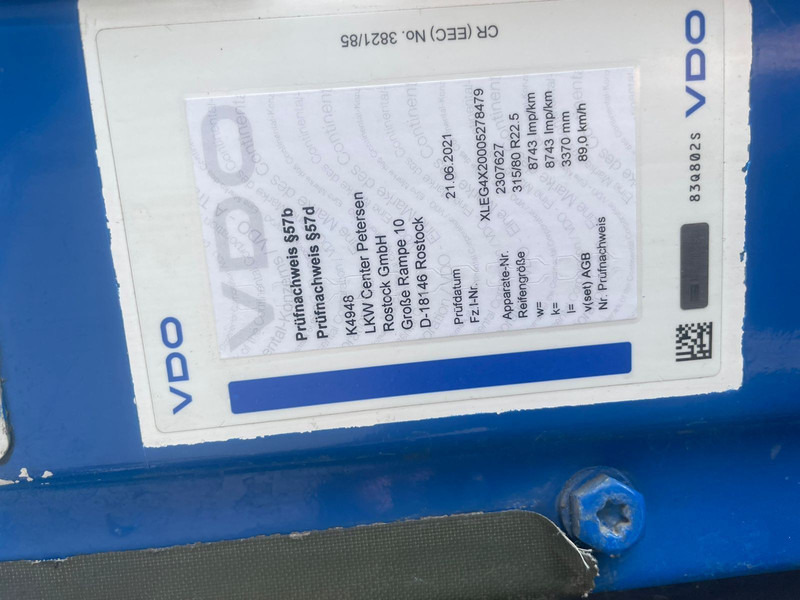 CR (EEC) No. 3821/85
VDO
VDO
VDO
Prüfnachweis §57b
Prüfnachweis §57d
K4948
LKW Center Petersen
Rostock GmbH
Große Rampe 10
D-18146 Rostock
Prüfdatum 21.06.2021
Fz.I-Nr. XLEG4X20005278479
Apparate-Nr. 2307627
Reifengröße 315/80 R22.5
w= 8743 Imp/km
k= 8743 Imp/km
l= 3370 mm
v(set) AGB 89,0 km/h
Nr. Prüfnachweis
83Q802S